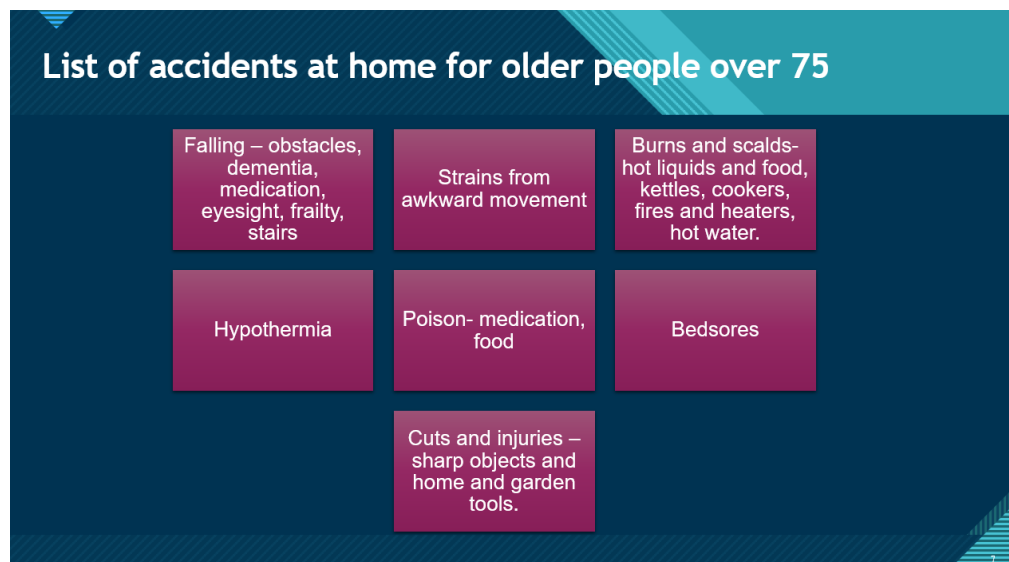 List of accidents at home for older people over 75
Falling – obstacles,
dementia,
medication,
eyesight, frailty,
stairs
Strains from
awkward movement
Burns and scalds-
hot liquids and food,
kettles, cookers,
fires and heaters,
hot water.
Hypothermia
Poison- medication,
food
Bedsores
Cuts and injuries –
sharp objects and
home and garden
tools.
7